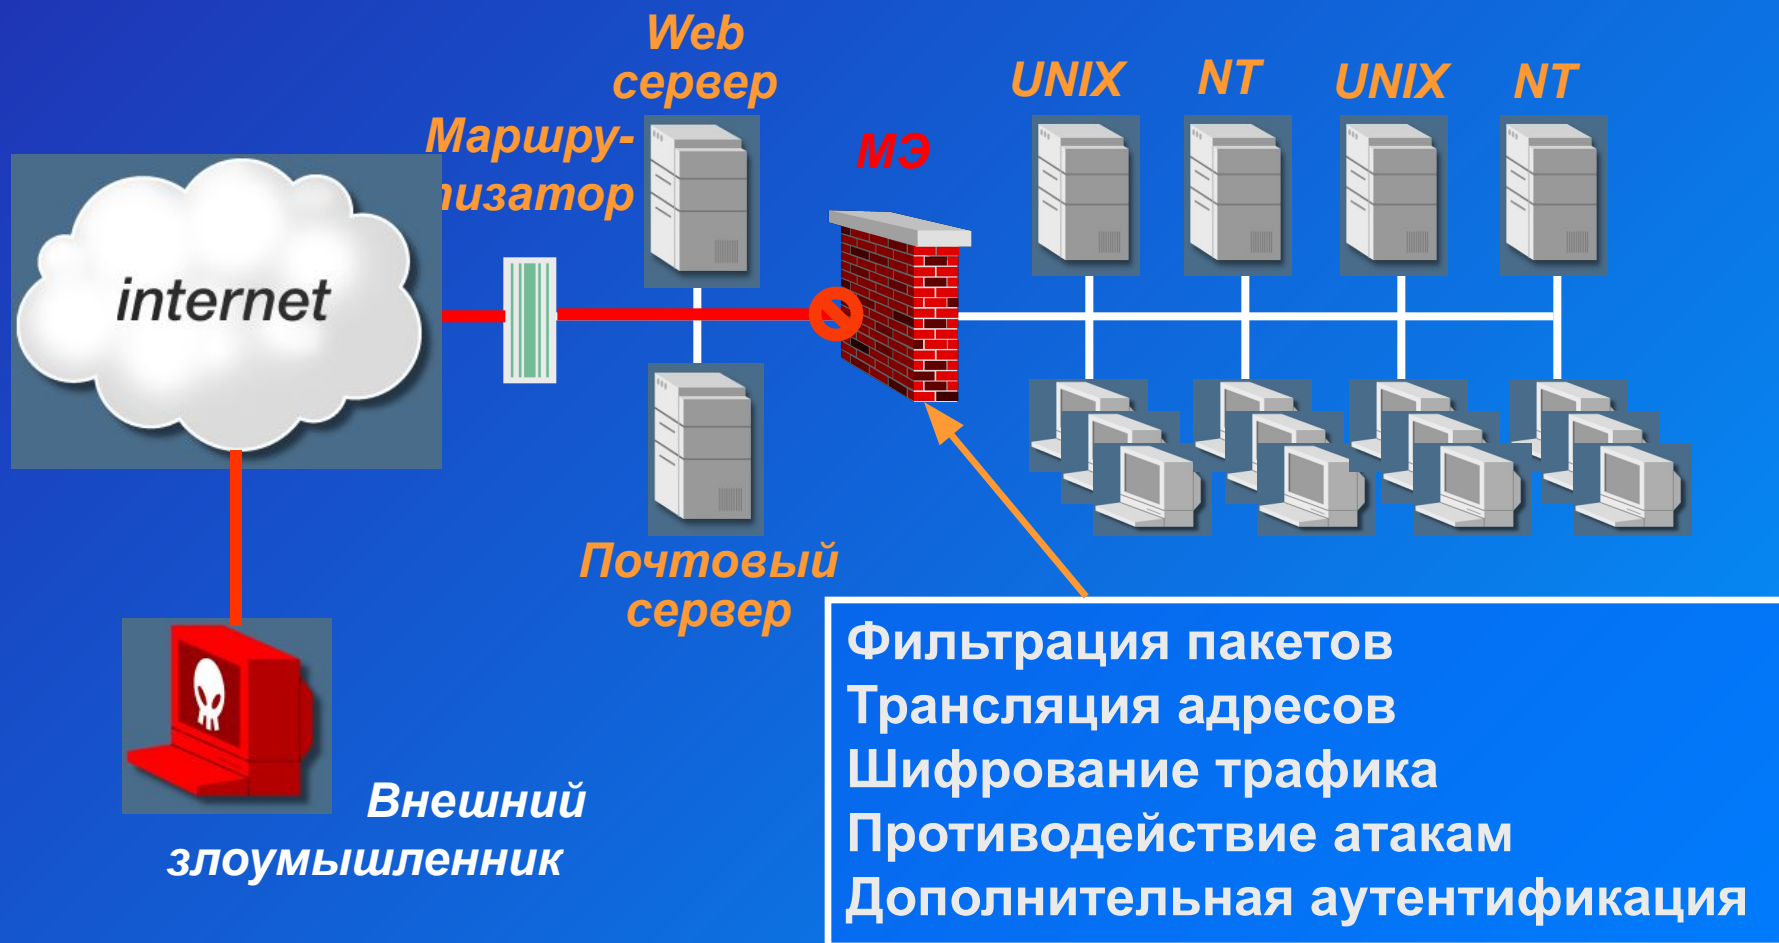 Web
сервер
Маршру-
тизатор
МЭ
UNIX
NT
UNIX
NT
internet
Почтовый
сервер
Внешний
злоумышленник
Фильтрация пакетов
Трансляция адресов
Шифрование трафика
Противодействие атакам
Дополнительная аутентификация